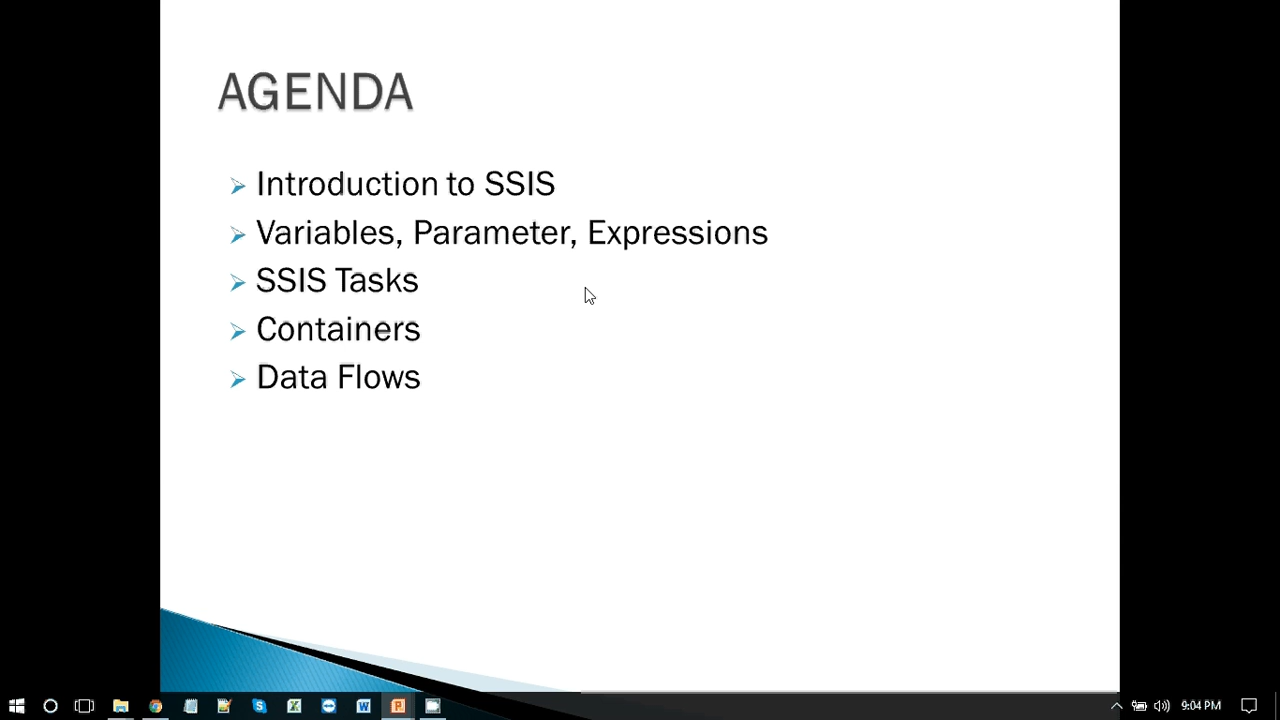 AGENDA
Introduction to SSIS
Variables, Parameter, Expressions
SSIS Tasks
Containers
Data Flows
9:04 PM